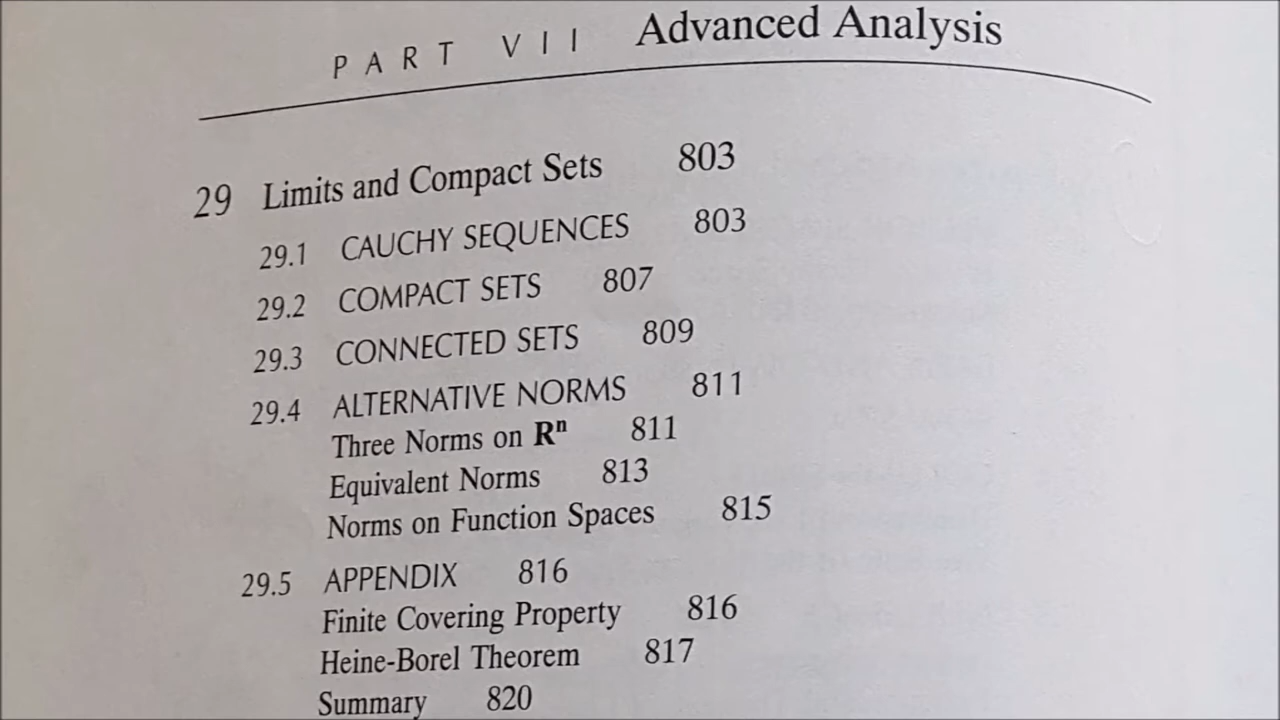 PART VII Advanced Analysis
29 Limits and Compact Sets 803
29.1 CAUCHY SEQUENCES 803
29.2 COMPACT SETS 807
29.3 CONNECTED SETS 809
29.4 ALTERNATIVE NORMS 811
Three Norms on Rⁿ 811
Equivalent Norms 813
Norms on Function Spaces 815
29.5 APPENDIX 816
Finite Covering Property 816
Heine-Borel Theorem 817
Summary 820